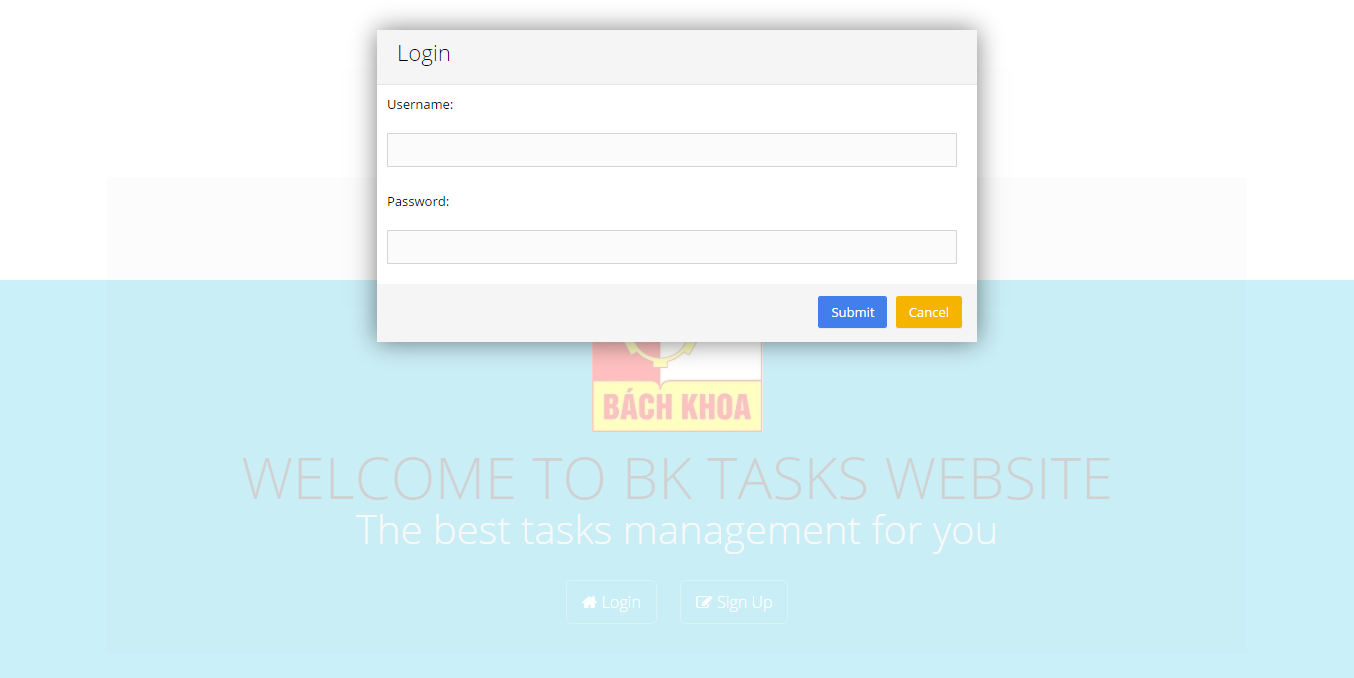 Login
Username:
Password:
Submit Cancel
BÁCH KHOA
WELCOME TO BK TASKS WEBSITE
The best tasks management for you
Login Sign Up